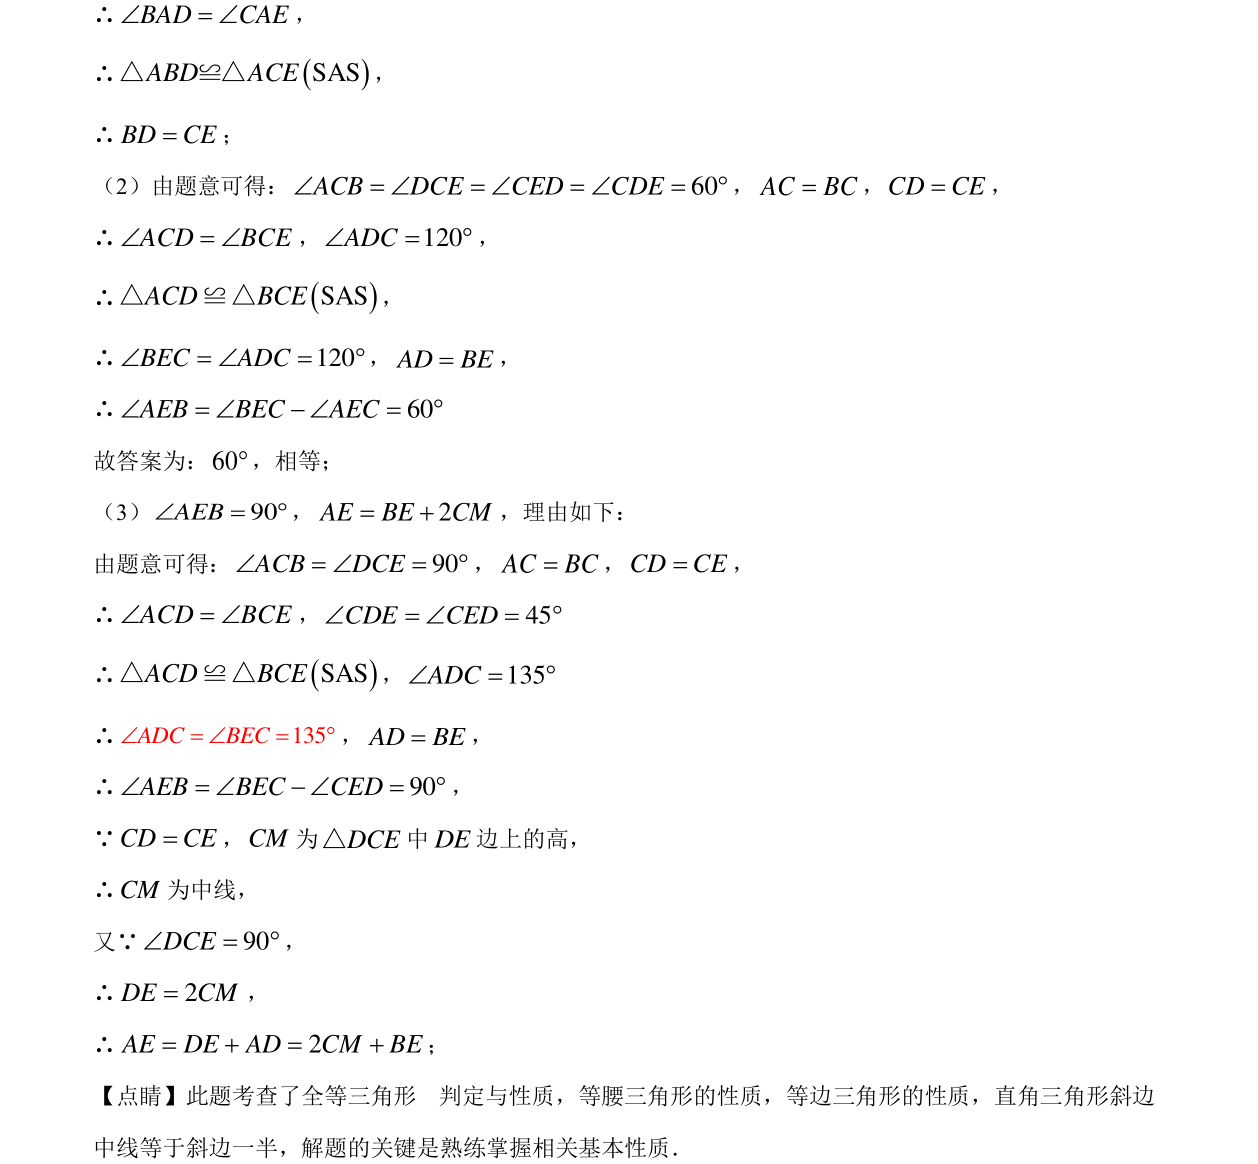 ∴∠BAD=∠CAE，
∴△ABD≌△ACE(SAS)，
∴BD=CE；
（2）由题意可得：∠ACB=∠DCE=∠CED=∠CDE=60°，AC=BC，CD=CE，
∴∠ACD=∠BCE，∠ADC=120°，
∴△ACD≌△BCE(SAS)，
∴∠BEC=∠ADC=120°，AD=BE，
∴∠AEB=∠BEC−∠AEC=60°
故答案为：60°，相等；
（3）∠AEB=90°，AE=BE+2CM，理由如下：
由题意可得：∠ACB=∠DCE=90°，AC=BC，CD=CE，
∴∠ACD=∠BCE，∠CDE=∠CED=45°
∴△ACD≌△BCE(SAS)，∠ADC=135°
∴∠ADC=∠BEC=135°，AD=BE，
∴∠AEB=∠BEC−∠CED=90°，
∵CD=CE，CM为△DCE中DE边上的高，
∴CM为中线，
又∵∠DCE=90°，
∴DE=2CM，
∴AE=DE+AD=2CM+BE；
【点睛】此题考查了全等三角形 判定与性质，等腰三角形的性质，等边三角形的性质，直角三角形斜边
中线等于斜边一半，解题的关键是熟练掌握相关基本性质．